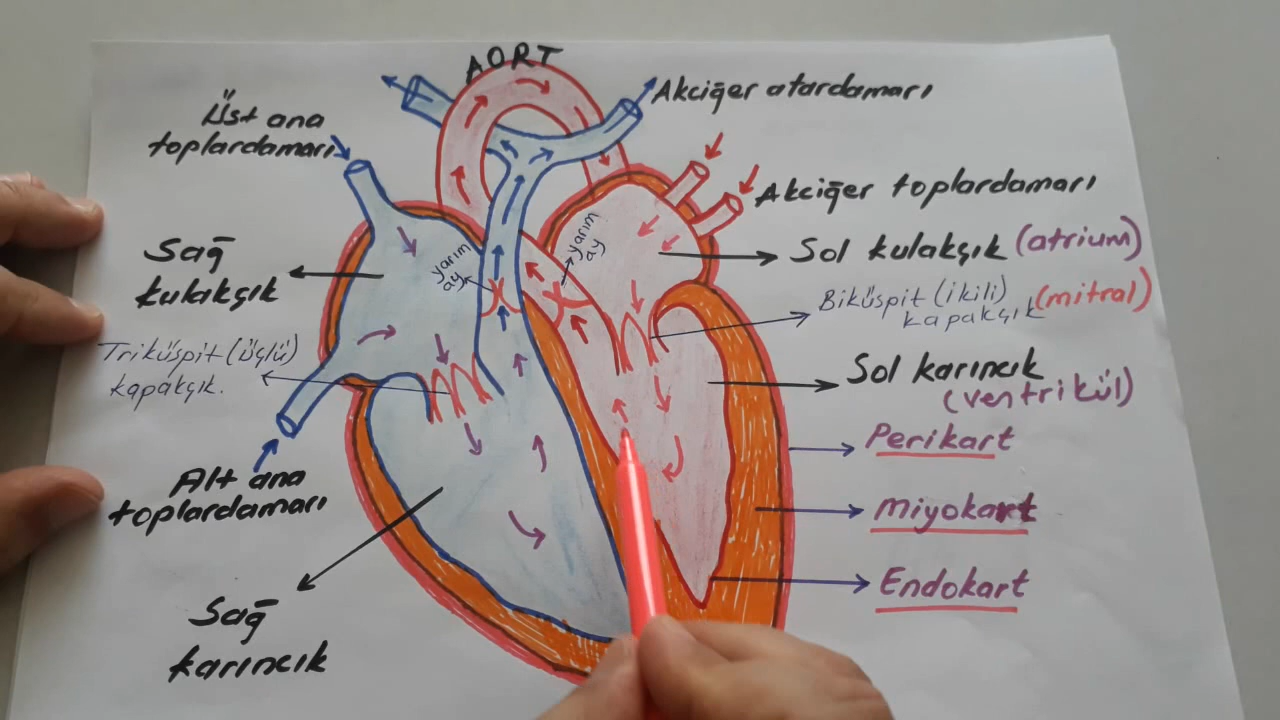 AORT
Üst ana
toplardamarı
Akciğer atardamarı
Akciğer toplardamarı
Sağ
kulakçık
yarım
ay
yarım
ay
Sol kulakçık (atrium)
Biküspit (ikili) (mitral)
kapakçık
Triküspit (üçlü)
kapakçık.
Sol karıncık
(ventrikül)
Perikart
Alt ana
toplardamarı
Miyokart
Endokart
Sağ
karıncık